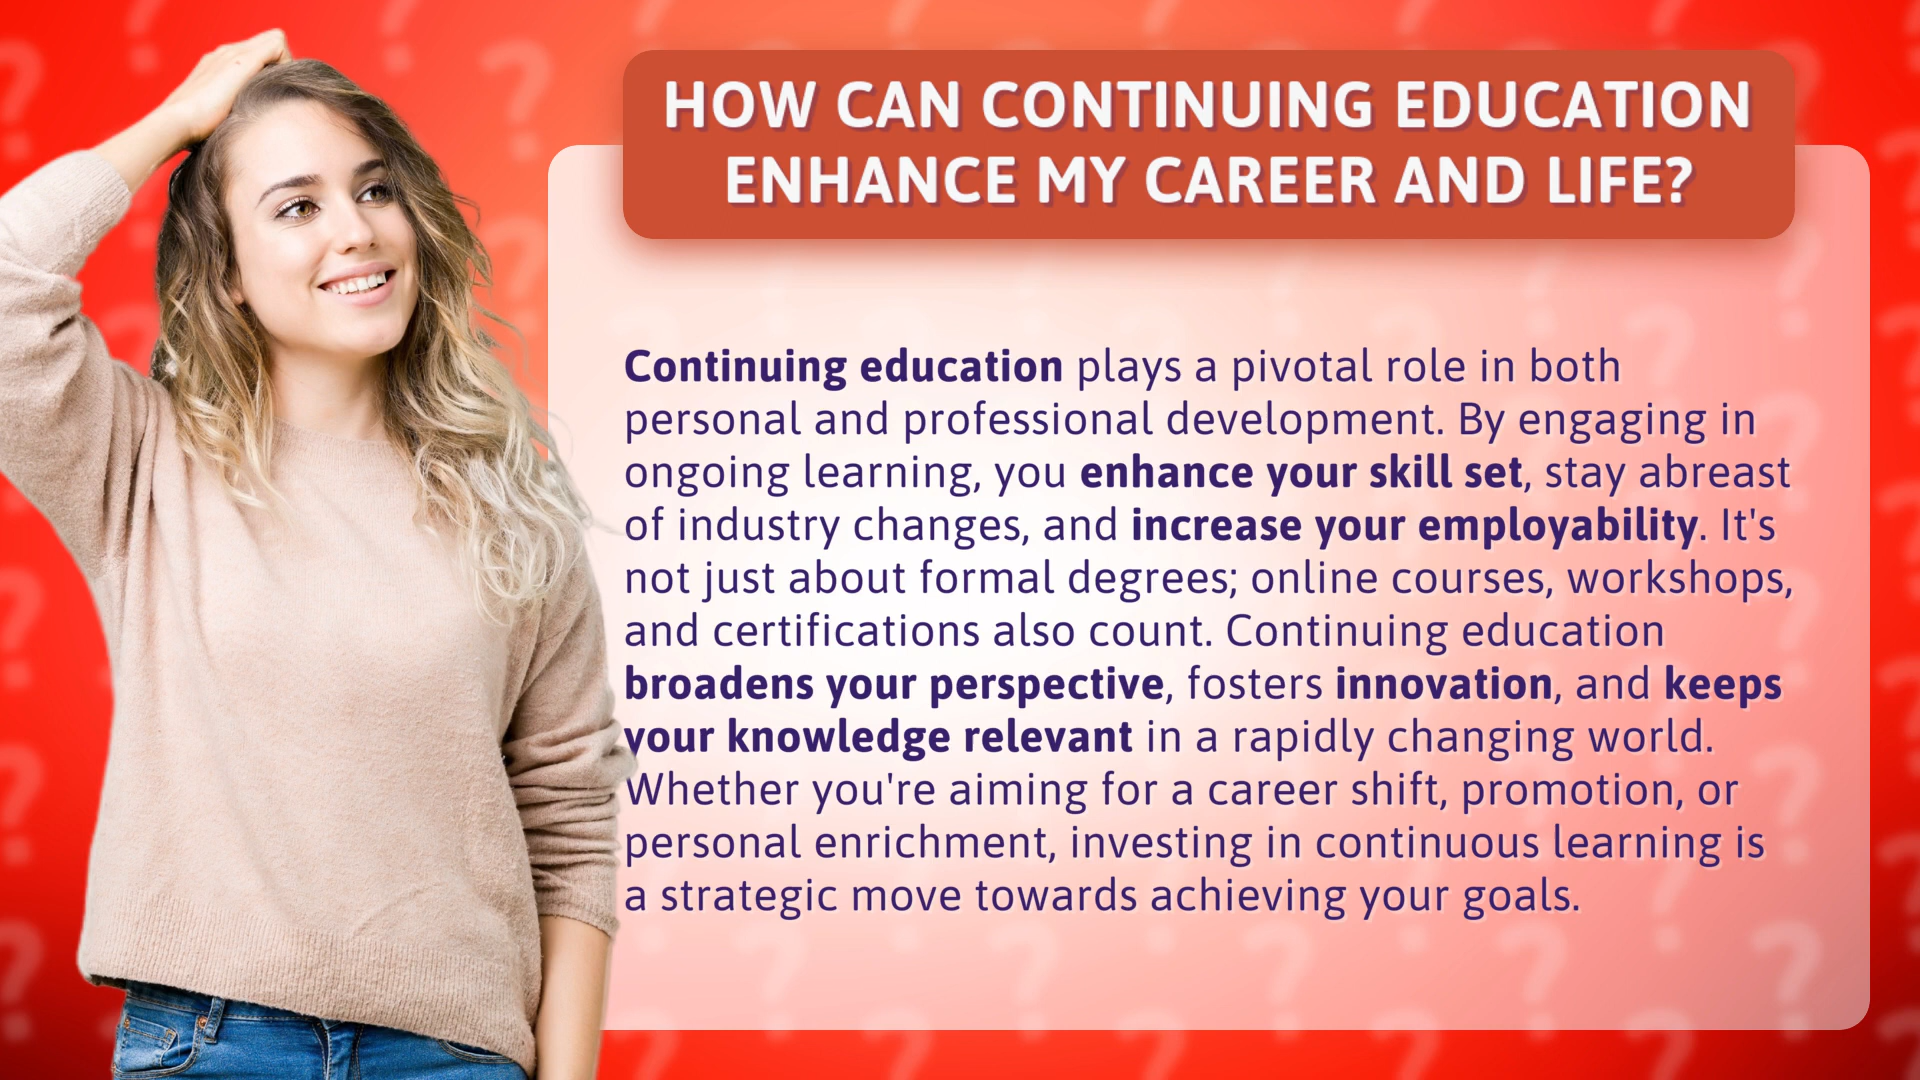 HOW CAN CONTINUING EDUCATION
ENHANCE MY CAREER AND LIFE?
Continuing education plays a pivotal role in both
personal and professional development. By engaging in
ongoing learning, you enhance your skill set, stay abreast
of industry changes, and increase your employability. It's
not just about formal degrees; online courses, workshops,
and certifications also count. Continuing education
broadens your perspective, fosters innovation, and keeps
your knowledge relevant in a rapidly changing world.
Whether you're aiming for a career shift, promotion, or
personal enrichment, investing in continuous learning is
a strategic move towards achieving your goals.